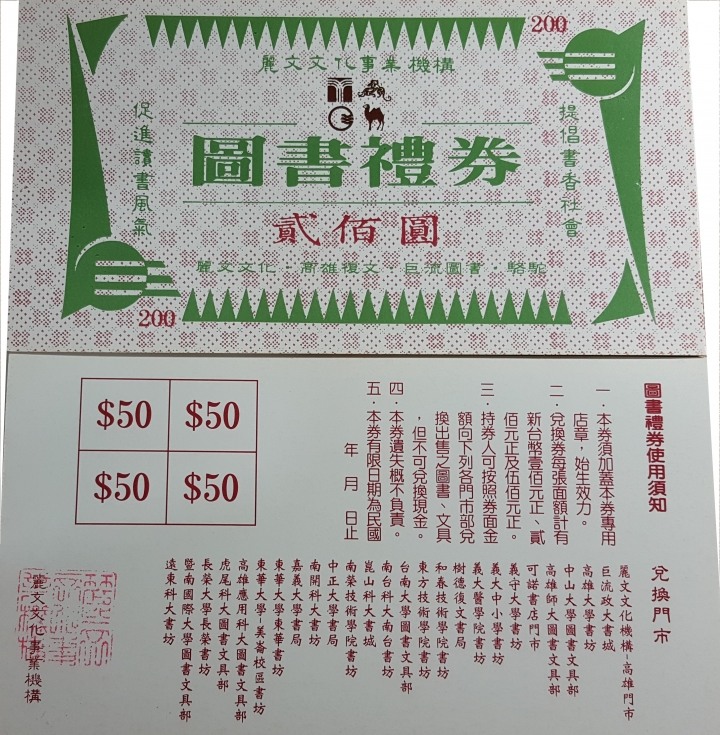 200
麗文文化事業機構
提倡書香社會
促進讀書風氣
圖書禮券
貳佰圓
麗文文化·高雄復文·巨流圖書·駱駝
200
圖書禮券使用須知
一·本券須加蓋本券專用
店章,始生效力。
二·兌換券每張面額計有
新台幣壹佰元正、貳
佰元正及伍佰元正。
三·持券人可按照券面金
額向下列各門市部兌
換出售之圖書、文具
,但不可兌換現金。
四·本券遺失概不負責。
五·本券有限日期為民國
年 月 日止
$50 $50
$50 $50
兌換門市
麗文文化機構-高雄門市
巨流政大書城
高雄大學書坊
中山大學圖書文具部
高雄師大圖書文具部
可諾書店門市
義守大學書坊
義大中小學書坊
義大醫學院書坊
樹德復文書局
和春技術學院書坊
東方技術學院書坊
台南大學圖書文具部
南台科大南台書坊
崑山科大書城
南榮技術學院書坊
中正大學書局
南開科大書坊
嘉義大學書局
東華大學東華書坊
東華大學-美崙校區書坊
高雄應用科大圖書文具部
虎尾科大圖書文具部
長榮大學長榮書坊
暨南國際大學圖書文具部
遠東科大書坊
麗文文化事業機構